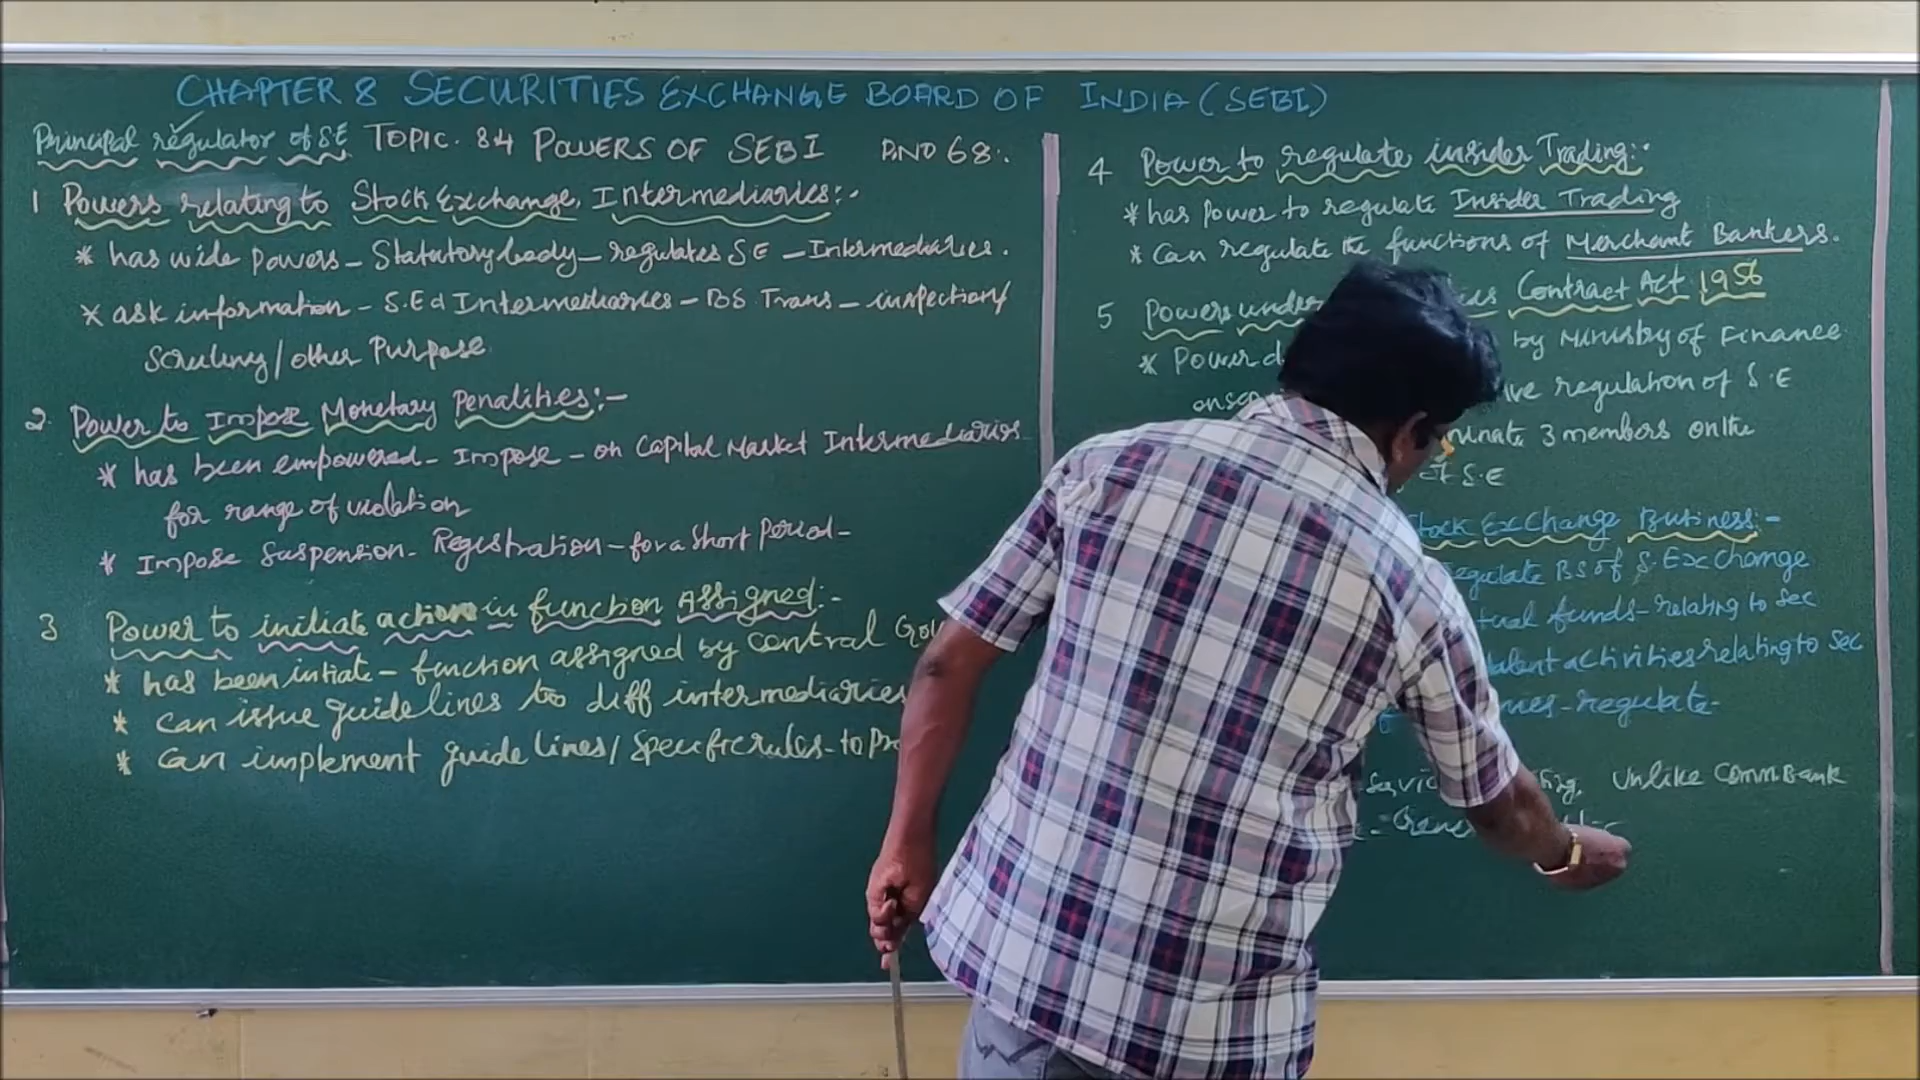 CHAPTER 8 SECURITIES EXCHANGE BOARD OF INDIA (SEBI)
Principal regulator of SE TOPIC. 84 POWERS OF SEBI P.NO 68:.
1 Powers relating to Stock Exchange, Intermediaries:-
* has wide Powers - Statutory body - regulates SE - Intermediaries.
* ask information - S.E & Intermediaries - BS Trans - inspection/
Scrutiny/other Purpose
2. Power to Impose Monetary Penalities:-
* has been empowered - Impose - on Capital Market Intermediaries
for range of violation
* Impose Suspension - Registration - for a Short Period -
3 Power to initiate action in function Assigned:-
* has been intiate - function assigned by Central Gov
* can issue guidelines to diff intermediaries
* can implement guide lines/ Specific rules - to Pr
4 Power to regulate insider Trading:-
* has Power to regulate Insider Trading
* Can regulate the functions of Merchant Bankers.
5 Powers under Contract Act 1956
* Power d by Ministry of Finance
regulation of S.E
3 members on the
of S.E
Stock Exchange Business:-
regulate BS of S. Exchange
funds - relating to Sec
activities relating to Sec
- regulate -
Unlike Comm.Bank